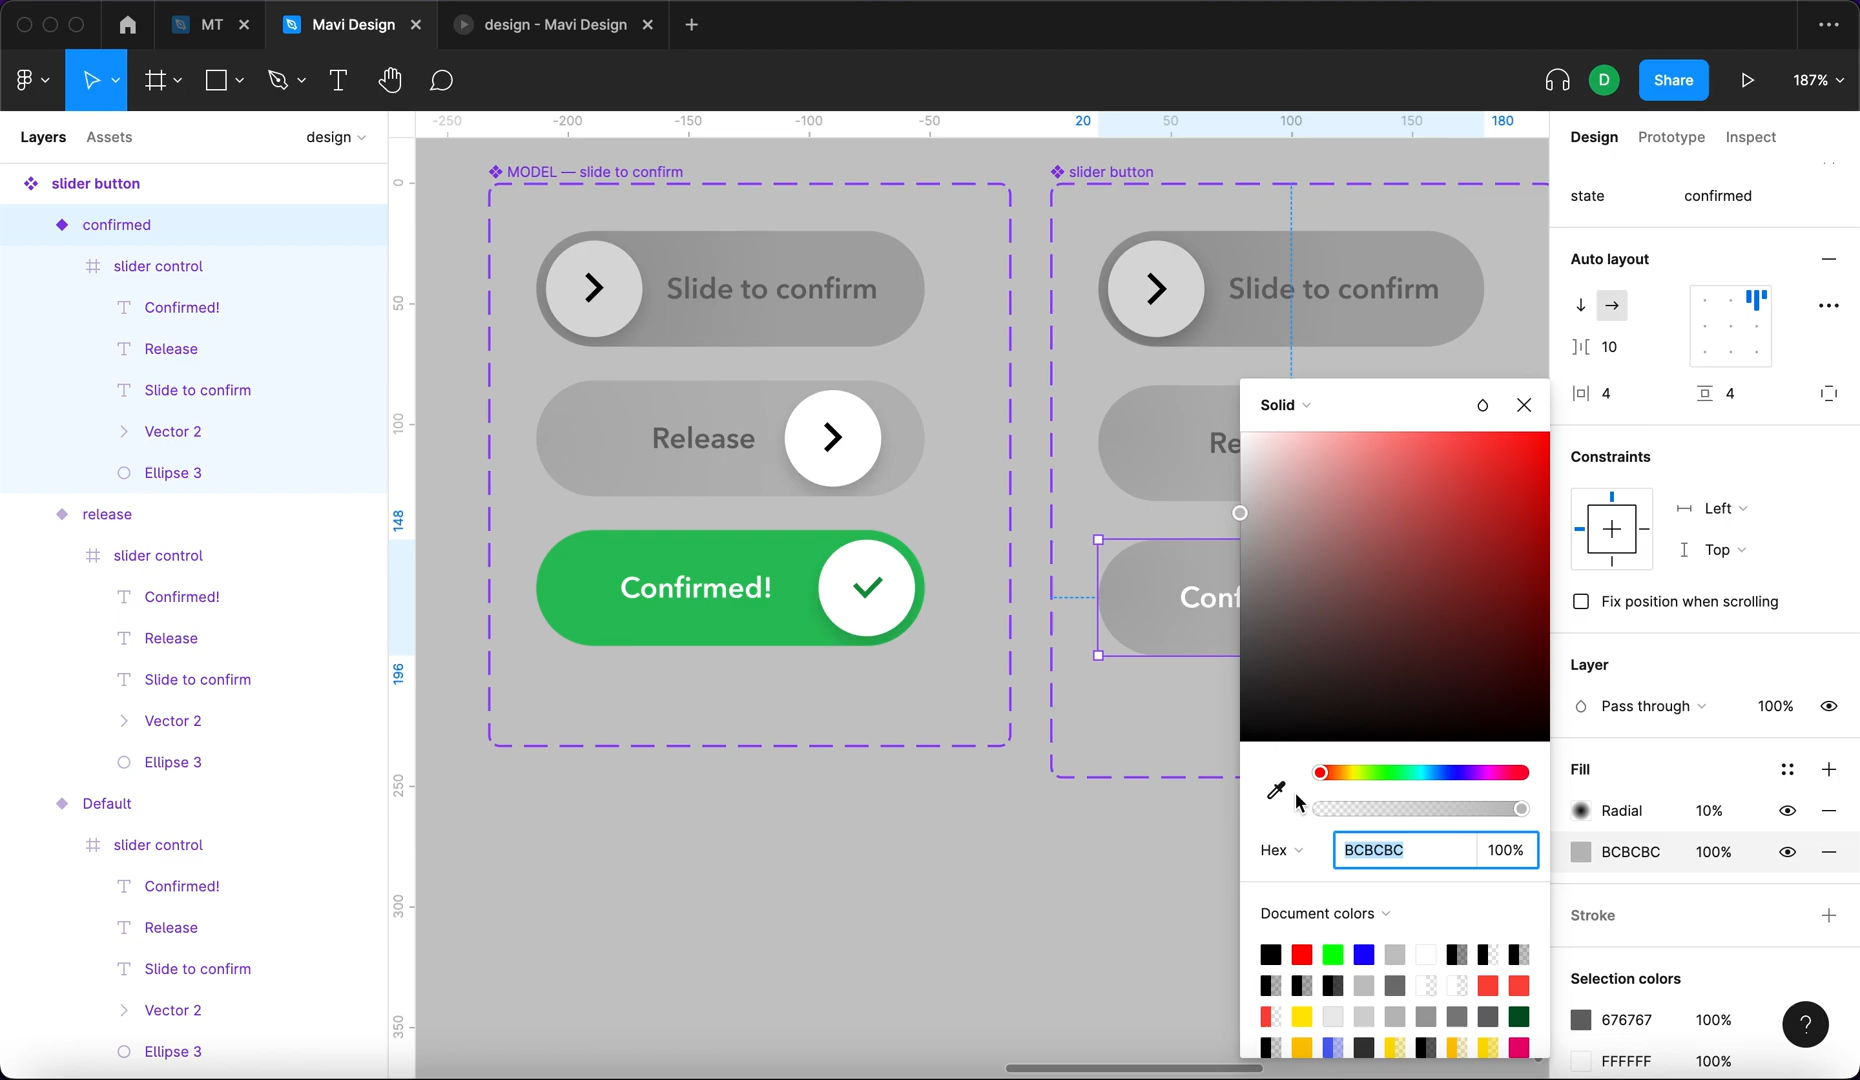 MT
Mavi Design
design - Mavi Design
D
Share
187%
Layers
Assets
design
slider button
confirmed
slider control
Confirmed!
Release
Slide to confirm
Vector 2
Ellipse 3
release
slider control
Confirmed!
Release
Slide to confirm
Vector 2
Ellipse 3
Default
slider control
Confirmed!
Release
Slide to confirm
Vector 2
Ellipse 3
-250
-200
-150
-100
-50
20
50
100
150
180
0
50
100
148
196
250
300
350
MODEL — slide to confirm
Slide to confirm
Release
Confirmed!
slider button
Slide to confirm
Re
Conf
Solid
Hex
BCBCBC
100%
Document colors
Design
Prototype
Inspect
state
confirmed
Auto layout
10
4
4
Constraints
Left
Top
Fix position when scrolling
Layer
Pass through
100%
Fill
Radial
10%
BCBCBC
100%
Stroke
Selection colors
676767
100%
FFFFFF
100%
?